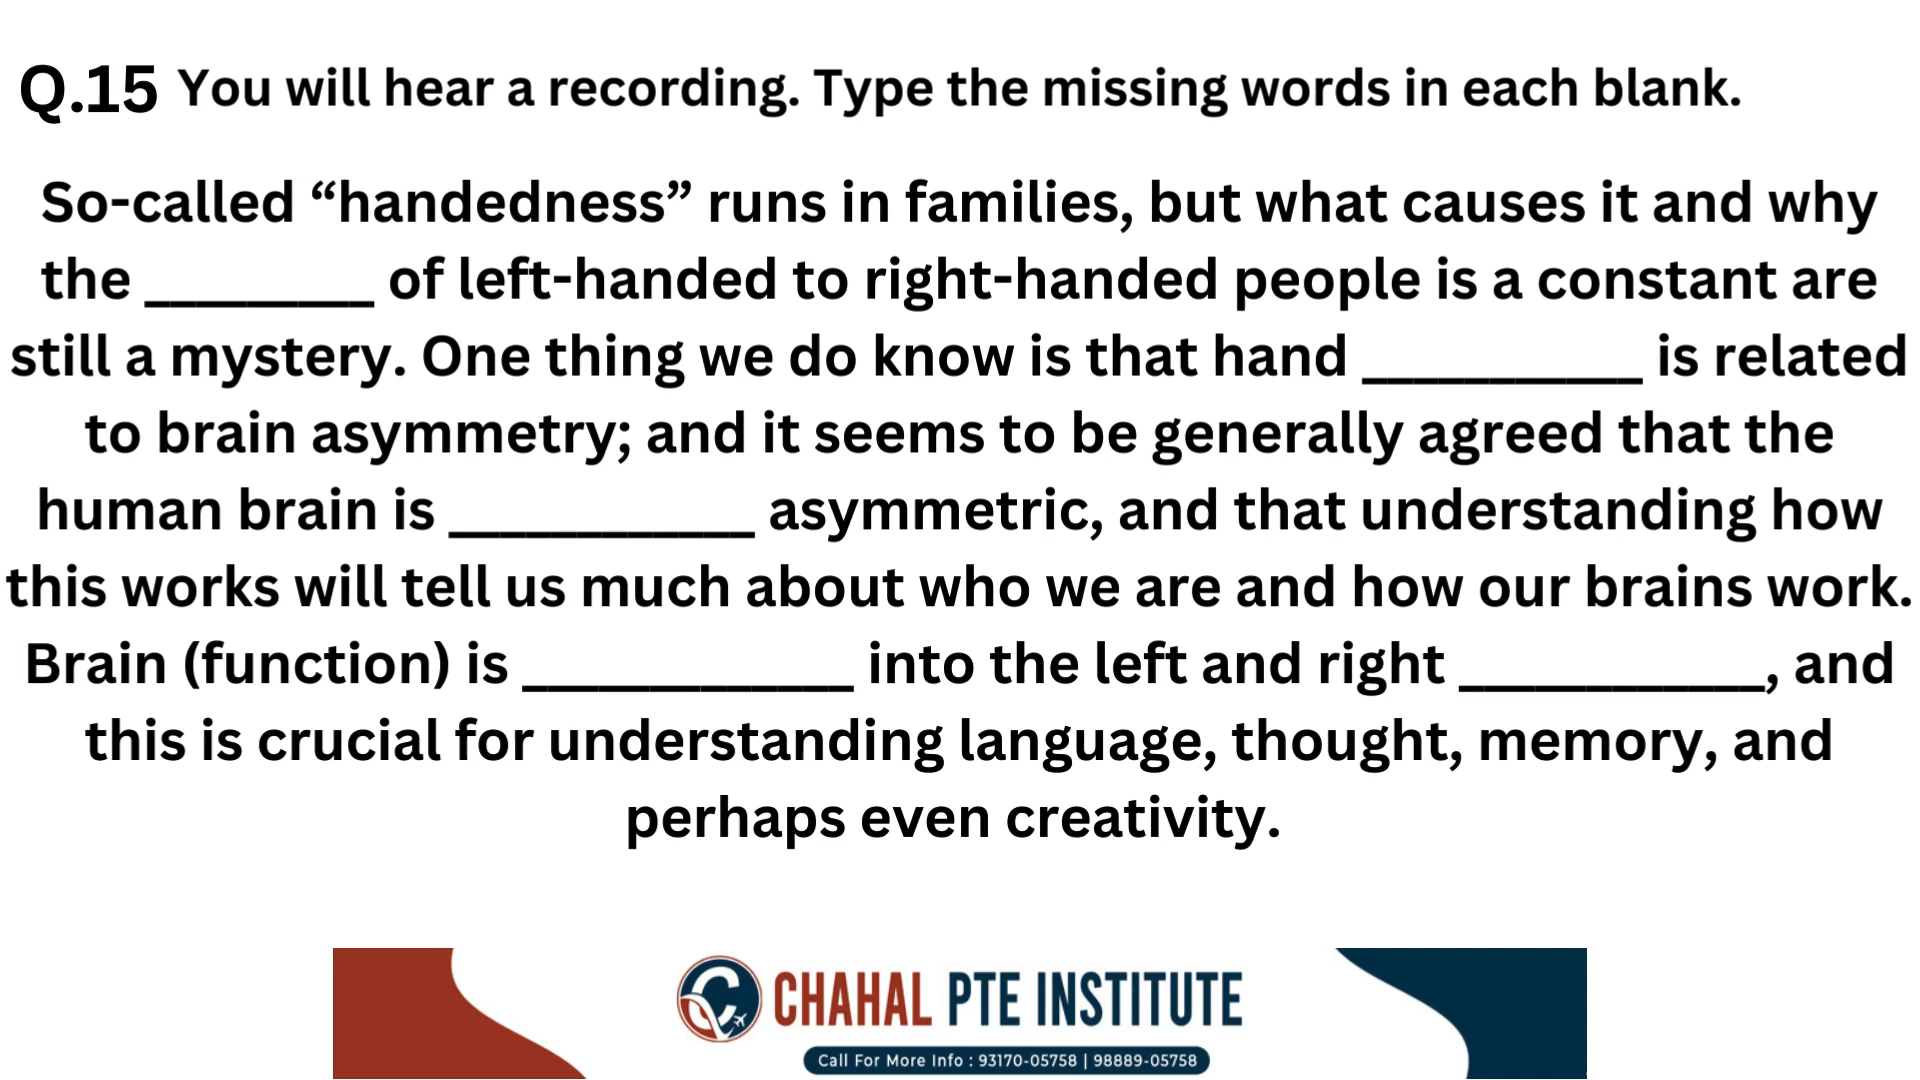 Q.15 You will hear a recording. Type the missing words in each blank.
So-called “handedness” runs in families, but what causes it and why
the _________ of left-handed to right-handed people is a constant are
still a mystery. One thing we do know is that hand ___________ is related
to brain asymmetry; and it seems to be generally agreed that the
human brain is ____________ asymmetric, and that understanding how
this works will tell us much about who we are and how our brains work.
Brain (function) is _____________ into the left and right ____________, and
this is crucial for understanding language, thought, memory, and
perhaps even creativity.
CHAHAL PTE INSTITUTE
Call For More Info : 93170-05758 | 98889-05758